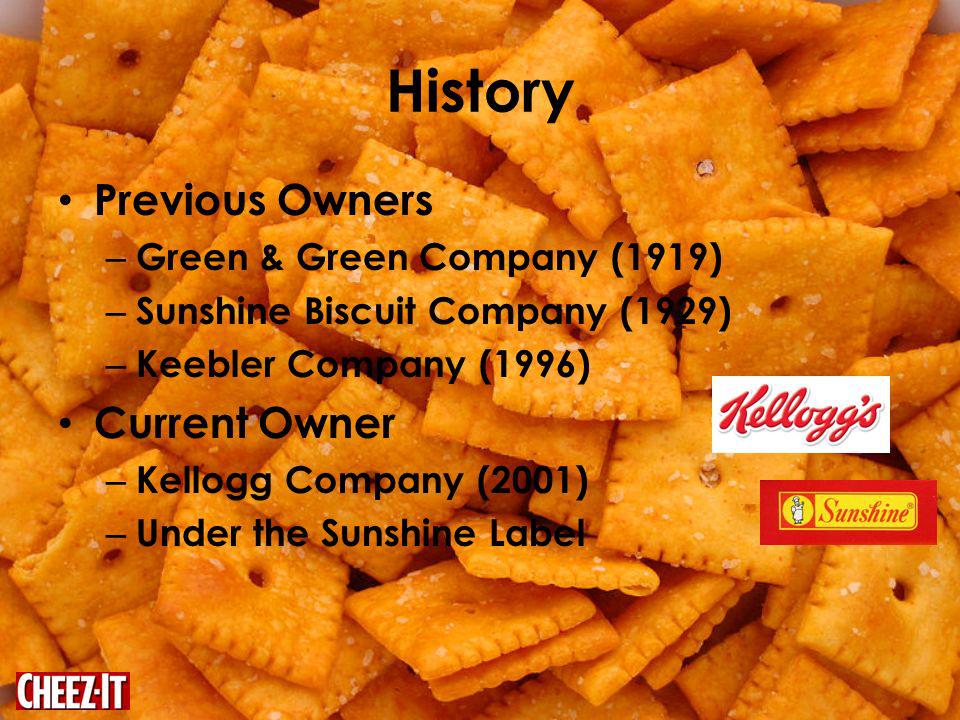 History
• Previous Owners
– Green & Green Company (1919)
– Sunshine Biscuit Company (1929)
– Keebler Company (1996)
• Current Owner
– Kellogg Company (2001)
– Under the Sunshine Label
Kellogg's
Sunshine®
CHEEZ-IT